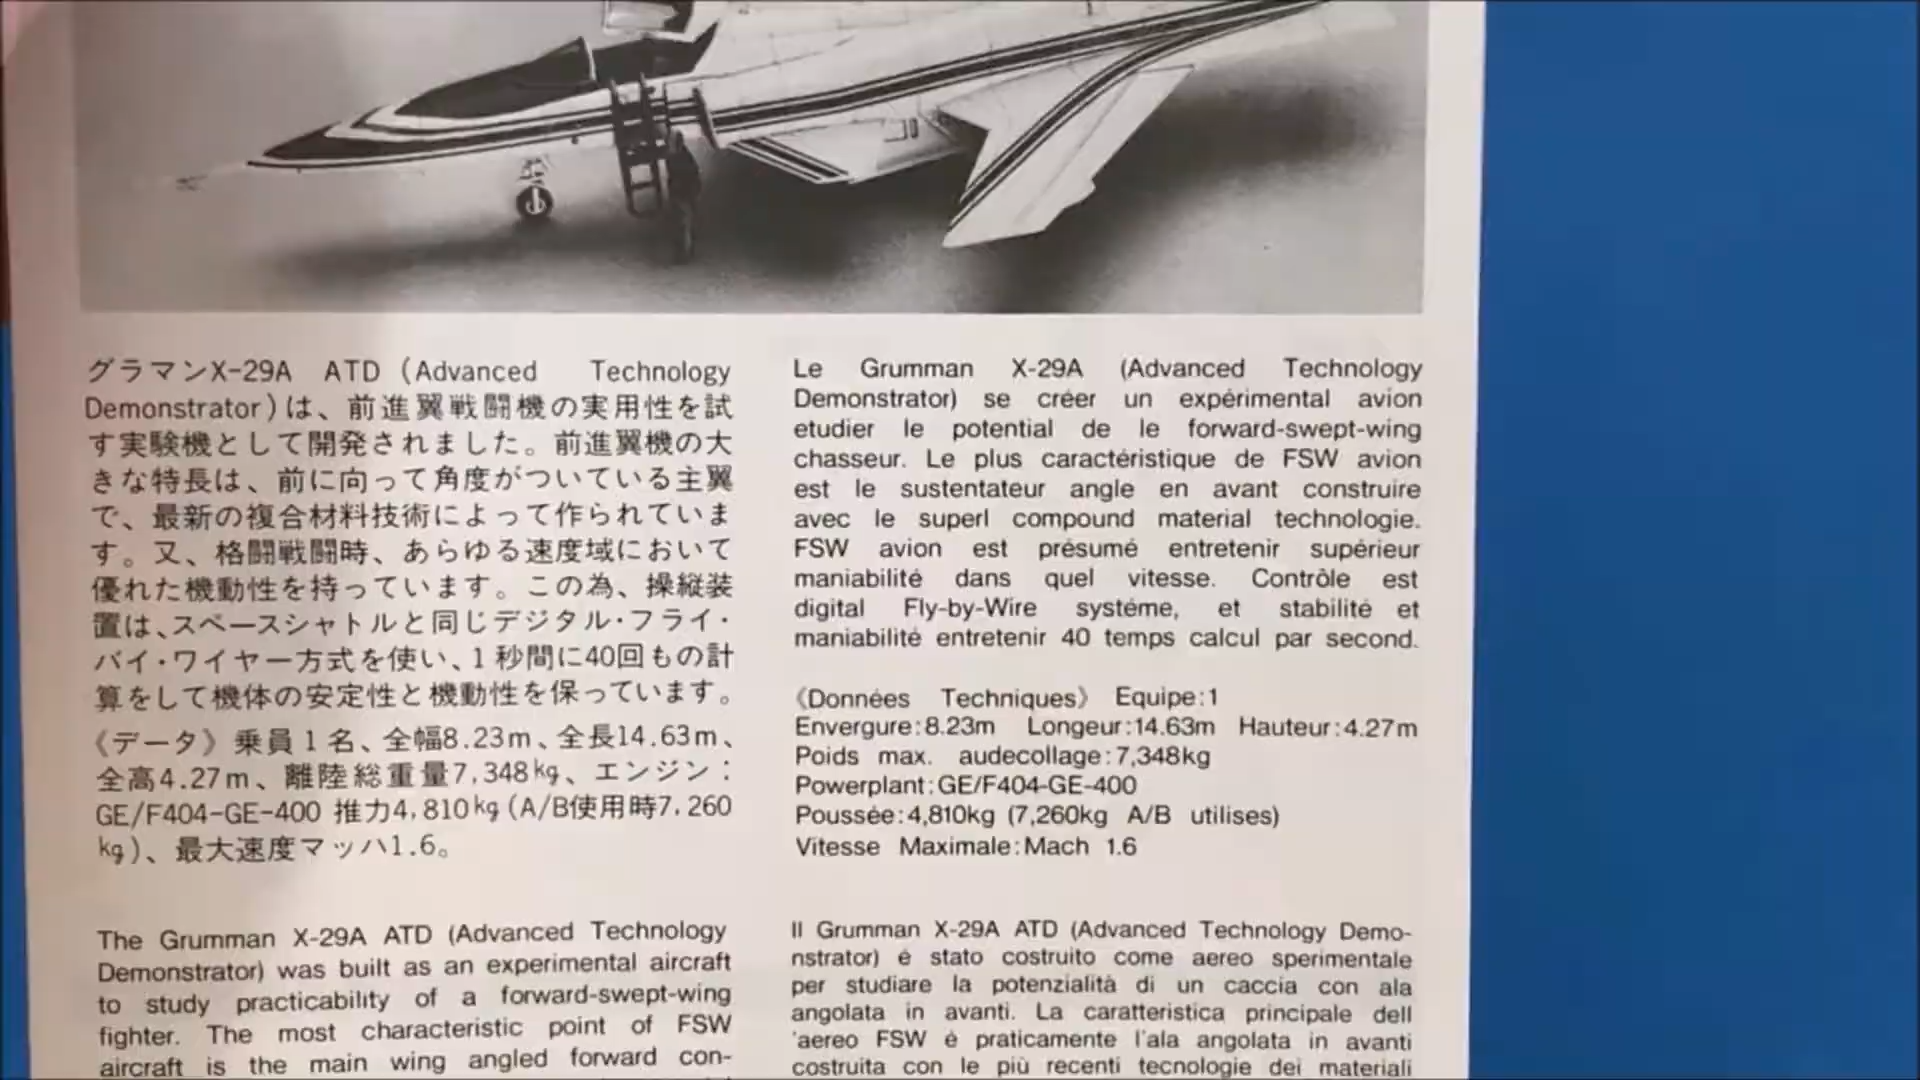 グラマンX-29A ATD (Advanced Technology
Demonstrator)は、前進翼戦闘機の実用性を試
す実験機として開発されました。前進翼機の大
きな特長は、前に向って角度がついている主翼
で、最新の複合材料技術によって作られていま
す。又、格闘戦闘時、あらゆる速度域において
優れた機動性を持っています。この為、操縦装
置は、スペースシャトルと同じデジタル・フライ・
バイ・ワイヤー方式を使い、1秒間に40回もの計
算をして機体の安定性と機動性を保っています。
《データ》乗員1名、全幅8.23m、全長14.63m、
全高4.27m、離陸総重量7,348kg、エンジン:
GE/F404-GE-400 推力4,810kg (A/B使用時7,260
kg)、最大速度マッハ1.6。
Le Grumman X-29A (Advanced Technology
Demonstrator) se créer un expérimental avion
etudier le potential de le forward-swept-wing
chasseur. Le plus caractéristique de FSW avion
est le sustentateur angle en avant construire
avec le superl compound material technologie.
FSW avion est présumé entretenir supérieur
maniabilité dans quel vitesse. Contrôle est
digital Fly-by-Wire systéme, et stabilité et
maniabilité entretenir 40 temps calcul par second.
《Données Techniques》 Equipe:1
Envergure:8.23m Longeur:14.63m Hauteur:4.27m
Poids max. audecollage:7,348kg
Powerplant:GE/F404-GE-400
Poussée:4,810kg (7,260kg A/B utilises)
Vitesse Maximale:Mach 1.6
The Grumman X-29A ATD (Advanced Technology
Demonstrator) was built as an experimental aircraft
to study practicability of a forward-swept-wing
fighter. The most characteristic point of FSW
aircraft is the main wing angled forward con-
Il Grumman X-29A ATD (Advanced Technology Demo-
nstrator) é stato costruito come aereo sperimentale
per studiare la potenzialità di un caccia con ala
angolata in avanti. La caratteristica principale dell
'aereo FSW é praticamente l'ala angolata in avanti
costruita con le più recenti tecnologie dei materiali